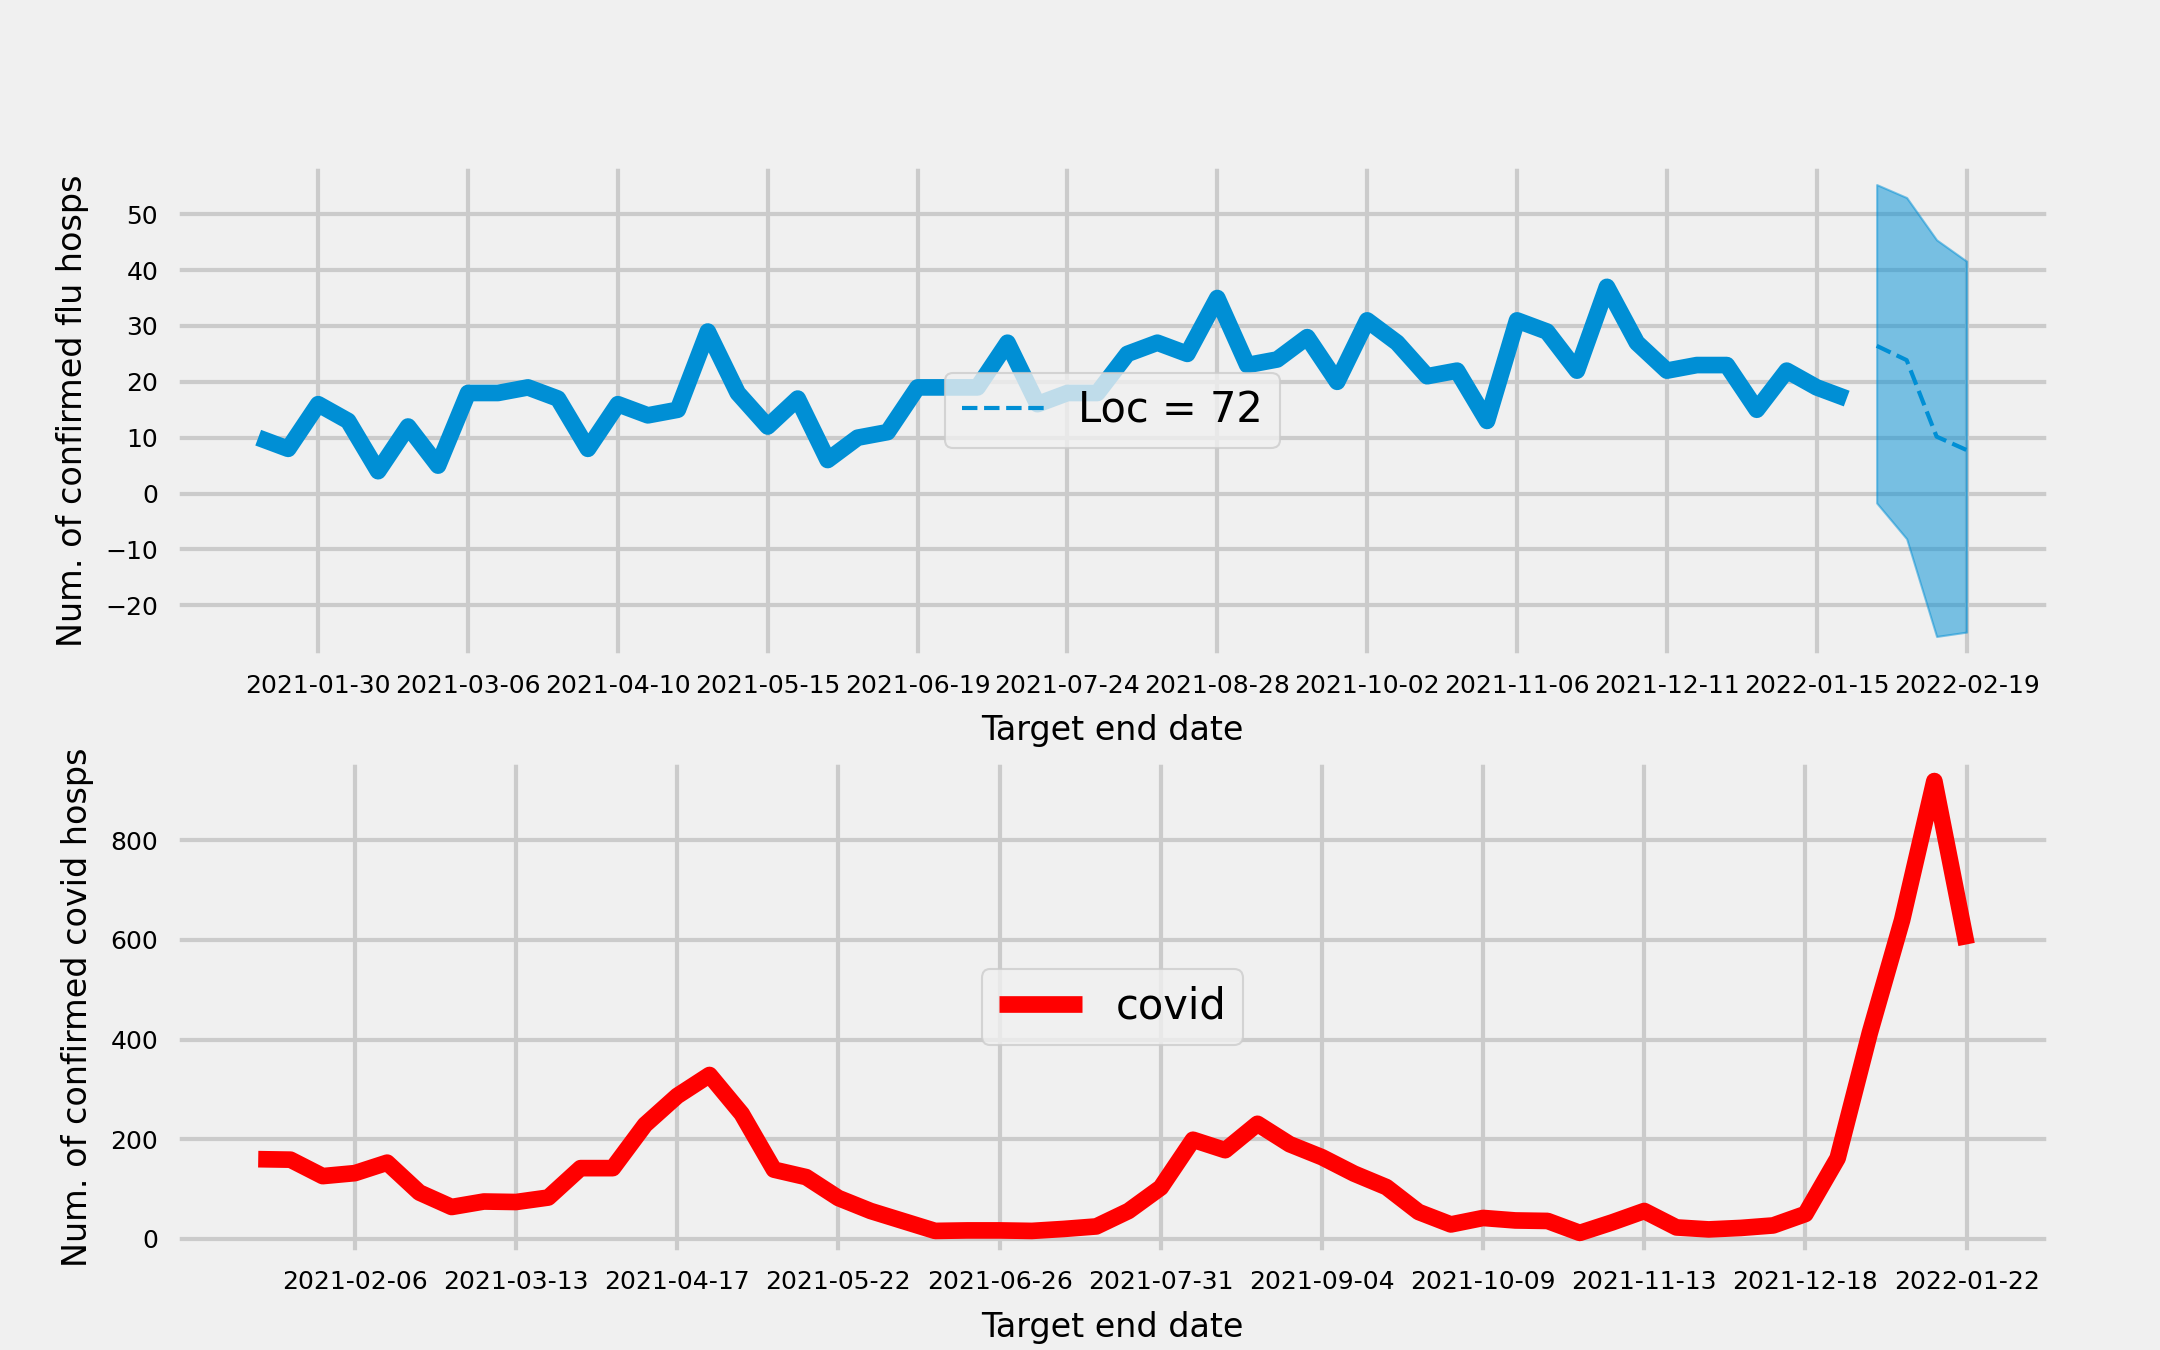 Num. of confirmed flu hosps
50
40
30
20
10
0
−10
−20
Loc = 72
2021-01-30 2021-03-06 2021-04-10 2021-05-15 2021-06-19 2021-07-24 2021-08-28 2021-10-02 2021-11-06 2021-12-11 2022-01-15 2022-02-19
Target end date
Num. of confirmed covid hosps
800
600
400
200
0
covid
2021-02-06 2021-03-13 2021-04-17 2021-05-22 2021-06-26 2021-07-31 2021-09-04 2021-10-09 2021-11-13 2021-12-18 2022-01-22
Target end date